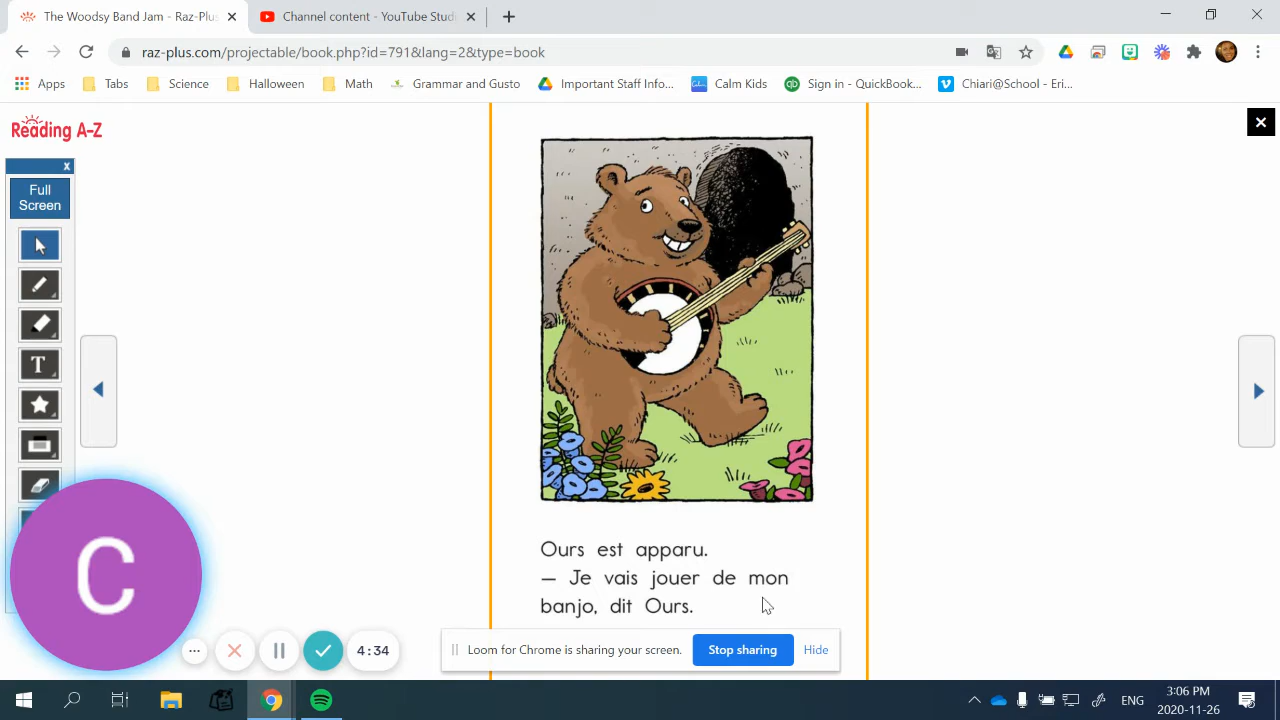 The Woodsy Band Jam - Raz-Plus
Channel content - YouTube Studi
raz-plus.com/projectable/book.php?id=791&lang=2&type=book
Apps Tabs Science Halloween Math Grammar and Gusto Important Staff Info... Calm Kids Sign in - QuickBook... Chiari@School - Eri...
Reading A-Z
x
Full
Screen
T
C
Ours est apparu.
– Je vais jouer de mon
banjo, dit Ours.
4:34
Loom for Chrome is sharing your screen. Stop sharing Hide
ENG
3:06 PM
2020-11-26